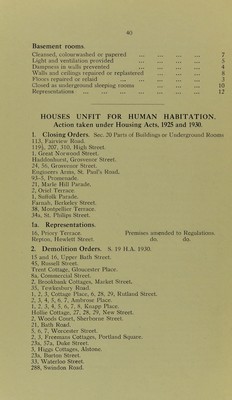 40
Basement rooms.
Cleansed, colourwashed or papered ... ... ... ... 7
Light and ventilation provided ... ... ... ... 5
Dampness in walls prevented ... ... ... ... 4
Walls and ceilings repaired or replastered ... ... ... 8
Floors repaired or relaid ... ... ... ... 3
Closed as underground sleeping rooms ... ... ... 10
Representations ... ... ... ... ... ... 12
HOUSES UNFIT FOR HUMAN HABITATION.
Action taken under Housing Acts, 1925 and 1930.
1. Closing Orders. Sec. 20 Parts of Buildings or Underground Rooms
113, Fairview Road.
119½, 207, 310, High Street.
1, Great Norwood Street.
Haddonhurst, Grosvenor Street.
24, 56, Grosvenor Street.
Engineers Arms, St. Paul's Road.
93–5, Promenade.
21, Marle Hill Parade.
2, Oriel Terrace.
1, Suffolk Parade.
Farnah, Berkeley Street.
38, Montpellier Terrace.
34a, St. Philips Street.
1a. Representations.
16, Priory Terrace. Premises amended to Regulations.
Repton, Hewlett Street. do. do.
2. Demolition Orders. S. 19 H.A. 1930.
15 and 16, Upper Bath Street.
45, Russell Street.
Trent Cottage, Gloucester Place.
8a, Commercial Street.
2, Brookbank Cottages, Market Street.
35, Tewkesbury Road
1, 2, 3, Cottage Place, 6, 28, 29, Rutland Street.
2, 3, 4, 5, 6, 7, Ambrose Place.
1, 2, 3, 4, 5, 6, 7, 8, Knapp Place.
Hollie Cottage, 27, 28, 29, New Street.
2, Woods Court, Sherborne Street.
21, Bath Road.
5, 6, 7, Worcester Street.
2, 3, Freemans Cottages, Portland Square.
23a, 57a, Duke Street.
3, Higgs Cottages, Alstone.
23a, Burton Street.
33, Waterloo Street.
288, Swindon Road.